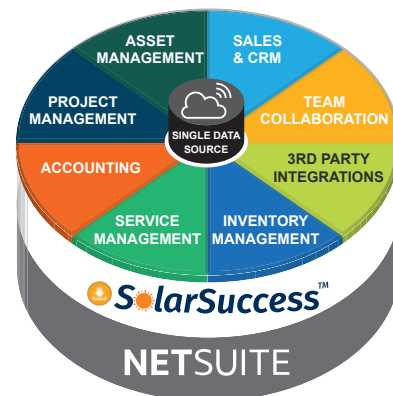 ASSET
MANAGEMENT
SALES
& CRM
PROJECT
MANAGEMENT
TEAM
COLLABORATION
SINGLE DATA
SOURCE
ACCOUNTING
3RD PARTY
INTEGRATIONS
SERVICE
MANAGEMENT
INVENTORY
MANAGEMENT
SolarSuccess™
NETSUITE